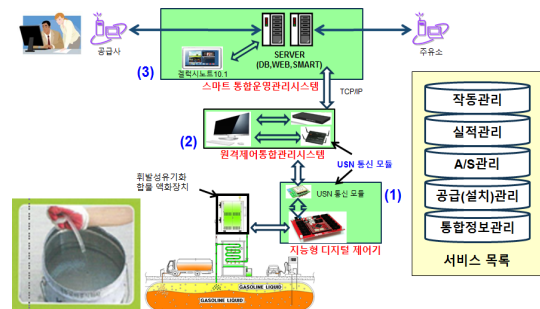 공급사
SERVER
(DB,WEB,SMART)
주유소
갤럭시노트10.1
(3)
스마트 통합운영관리시스템
TCP/IP
(2)
원격제어통합관리시스템
USN 통신 모듈
휘발성유기화
합물 액화장치
USN 통신 모듈
(1)
지능형 디지털 제어기
GASOLINE LIQUID
GASOLINE LIQUID
작동관리
실적관리
A/S관리
공급(설치)관리
통합정보관리
서비스 목록